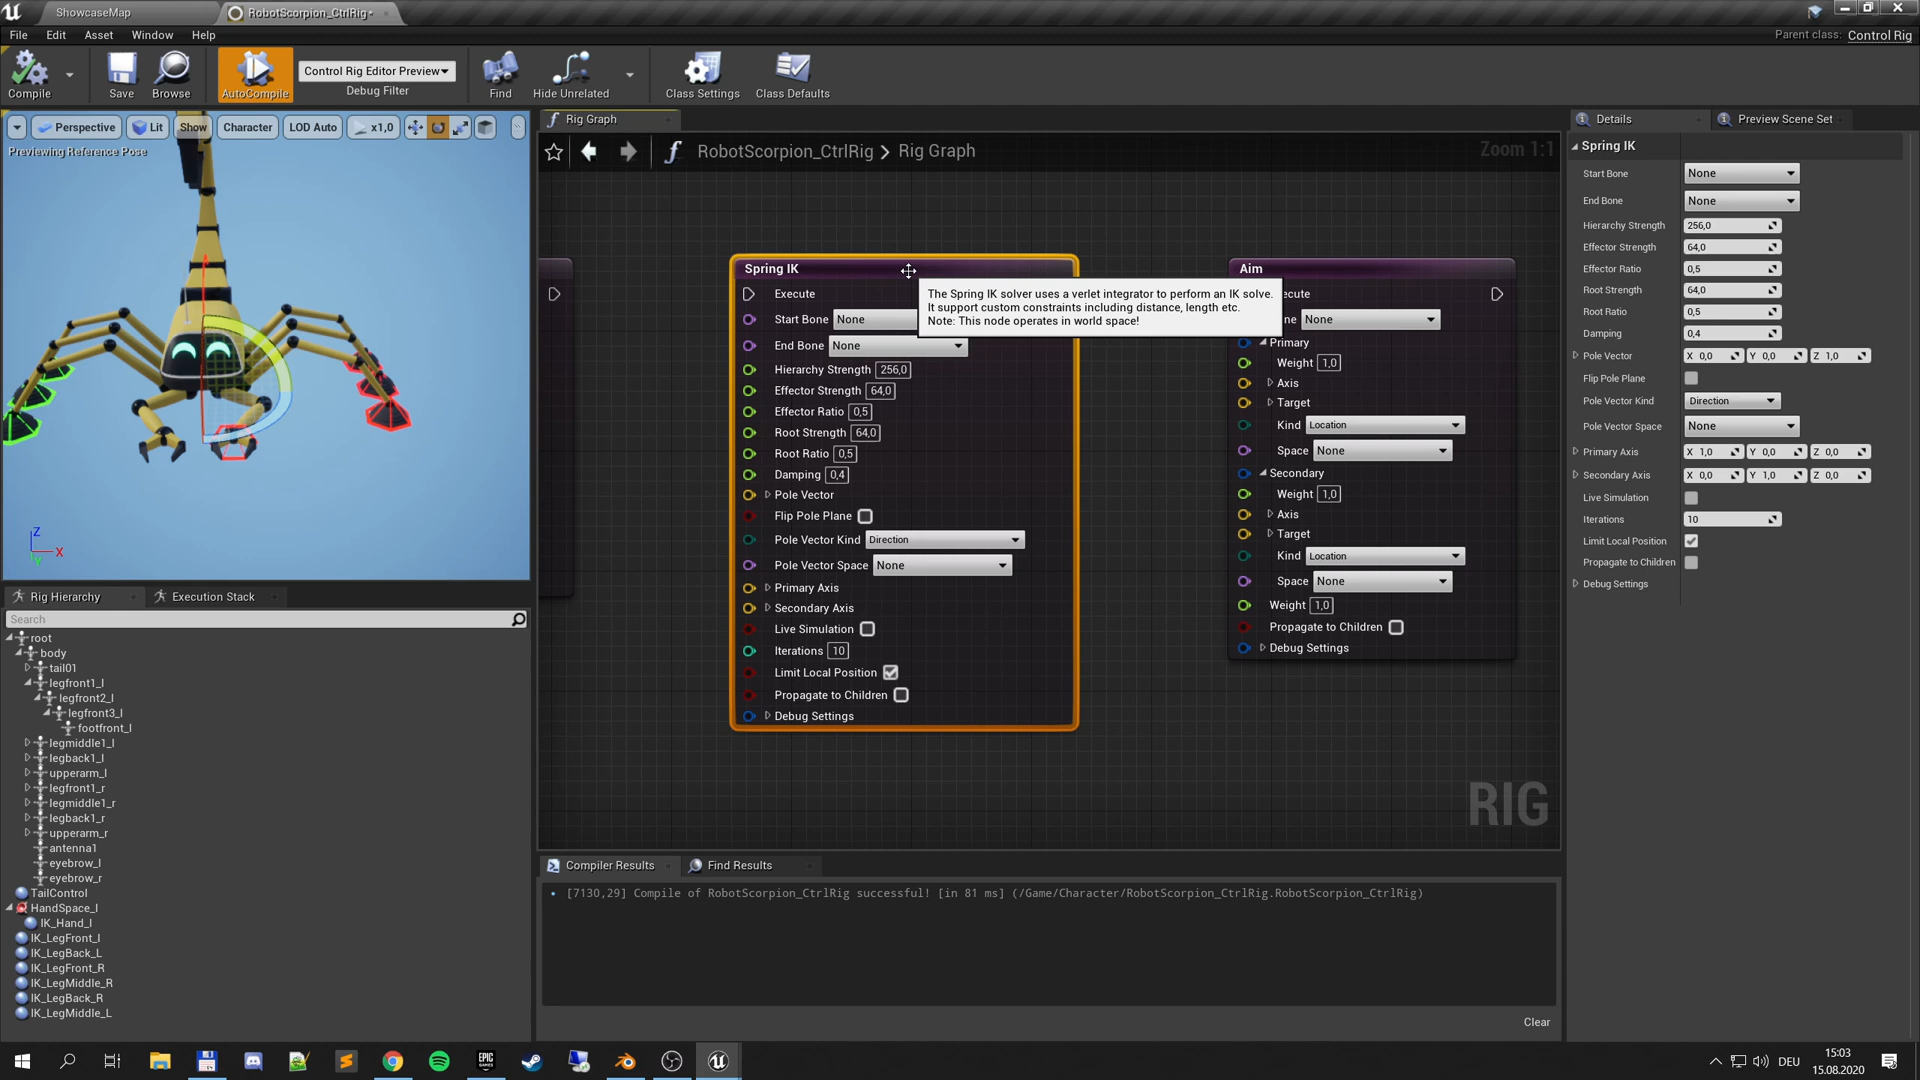 ShowcaseMap
RobotScorpion_CtrlRig•
File Edit Asset Window Help
Parent class: Control Rig
Compile
Save
Browse
AutoCompile
Control Rig Editor Preview
Debug Filter
Find
Hide Unrelated
Class Settings
Class Defaults
Perspective
Lit
Show
Character
LOD Auto
x1,0
Previewing Reference Pose
Z
X
Y
Rig Graph
RobotScorpion_CtrlRig > Rig Graph
Zoom 1:1
Spring IK
Execute
Start Bone None
End Bone None
Hierarchy Strength 256,0
Effector Strength 64,0
Effector Ratio 0,5
Root Strength 64,0
Root Ratio 0,5
Damping 0,4
Pole Vector
Flip Pole Plane
Pole Vector Kind Direction
Pole Vector Space None
Primary Axis
Secondary Axis
Live Simulation
Iterations 10
Limit Local Position
Propagate to Children
Debug Settings
The Spring IK solver uses a verlet integrator to perform an IK solve.
It support custom constraints including distance, length etc.
Note: This node operates in world space!
Aim
cute
ne None
Primary
Weight 1,0
Axis
Target
Kind Location
Space None
Secondary
Weight 1,0
Axis
Target
Kind Location
Space None
Weight 1,0
Propagate to Children
Debug Settings
RIG
Details
Preview Scene Set
Spring IK
Start Bone None
End Bone None
Hierarchy Strength 256,0
Effector Strength 64,0
Effector Ratio 0,5
Root Strength 64,0
Root Ratio 0,5
Damping 0,4
Pole Vector X 0,0 Y 0,0 Z 1,0
Flip Pole Plane
Pole Vector Kind Direction
Pole Vector Space None
Primary Axis X 1,0 Y 0,0 Z 0,0
Secondary Axis X 0,0 Y 1,0 Z 0,0
Live Simulation
Iterations 10
Limit Local Position
Propagate to Children
Debug Settings
Rig Hierarchy
Execution Stack
Search
root
body
tail01
legfront1_l
legfront2_l
legfront3_l
footfront_l
legmiddle1_l
legback1_l
upperarm_l
legfront1_r
legmiddle1_r
legback1_r
upperarm_r
antenna1
eyebrow_l
eyebrow_r
TailControl
HandSpace_l
IK_Hand_l
IK_LegFront_l
IK_LegBack_L
IK_LegFront_R
IK_LegMiddle_R
IK_LegBack_R
IK_LegMiddle_L
Compiler Results
Find Results
• [7130,29] Compile of RobotScorpion_CtrlRig successful! [in 81 ms] (/Game/Character/RobotScorpion_CtrlRig.RobotScorpion_CtrlRig)
Clear
EPIC
GAMES
DEU
15:03
15.08.2020